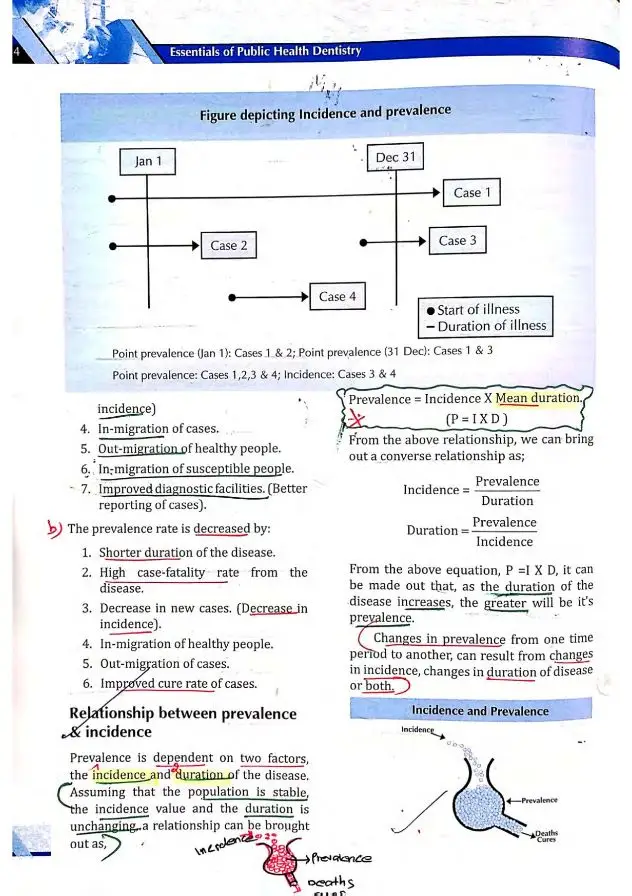 4
Essentials of Public Health Dentistry
Figure depicting Incidence and prevalence
Jan 1
Dec 31
Case 1
Case 2
Case 3
Case 4
Start of illness
Duration of illness
Point prevalence (Jan 1): Cases 1 & 2; Point prevalence (31 Dec): Cases 1 & 3
Point prevalence: Cases 1,2,3 & 4; Incidence: Cases 3 & 4
incidence)
4. In-migration of cases.
5. Out-migration of healthy people.
6. In-migration of susceptible people.
7. Improved diagnostic facilities. (Better
reporting of cases).
b) The prevalence rate is decreased by:
1. Shorter duration of the disease.
2. High case-fatality rate from the
disease.
3. Decrease in new cases. (Decrease in
incidence).
4. In-migration of healthy people.
5. Out-migration of cases.
6. Improved cure rate of cases.
Relationship between prevalence
& incidence
Prevalence is dependent on two factors,
the incidence and duration of the disease.
Assuming that the population is stable,
the incidence value and the duration is
unchanging, a relationship can be brought
out as,
Incidence
Prevalence
Deaths
Prevalence = Incidence X Mean duration.
(P = I X D )
From the above relationship, we can bring
out a converse relationship as;
Incidence = Prevalence
Duration
Duration = Prevalence
Incidence
From the above equation, P =I X D, it can
be made out that, as the duration of the
disease increases, the greater will be it's
prevalence.
Changes in prevalence from one time
period to another, can result from changes
in incidence, changes in duration of disease
or both.
Incidence and Prevalence
Incidence
Prevalence
Deaths
Cures